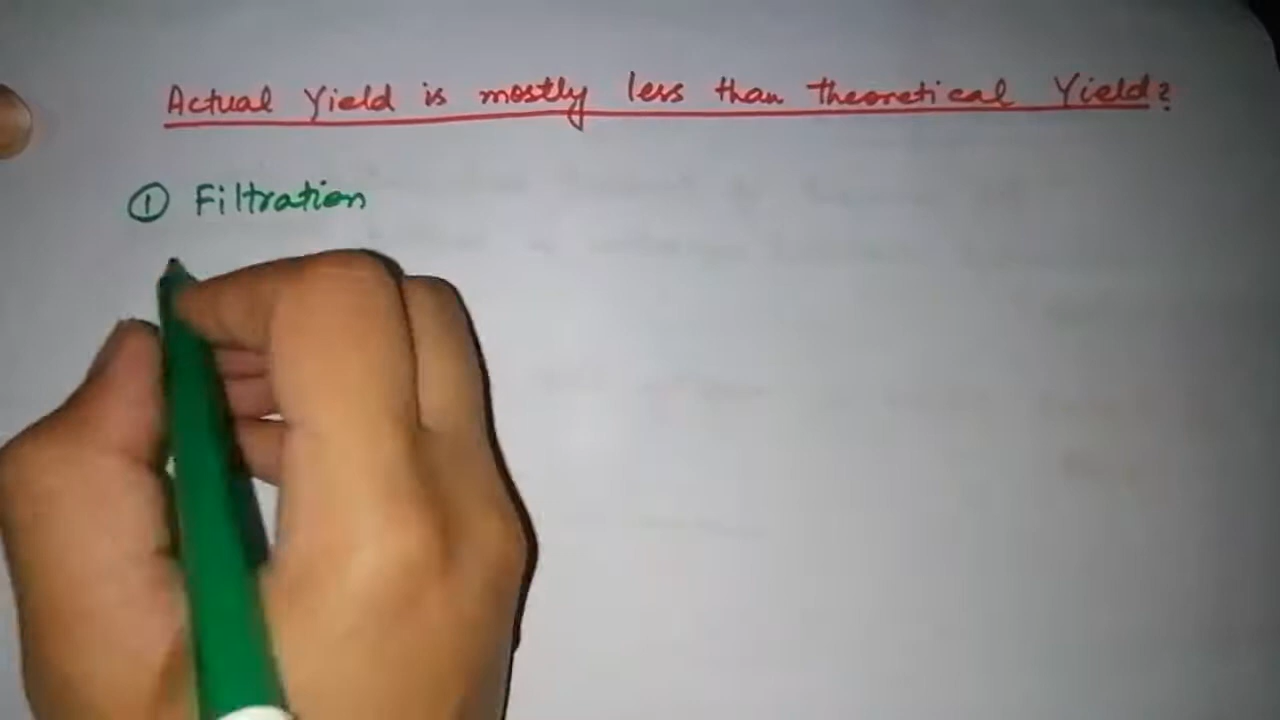 Actual Yield is mostly less than theoretical Yield?
① Filtration